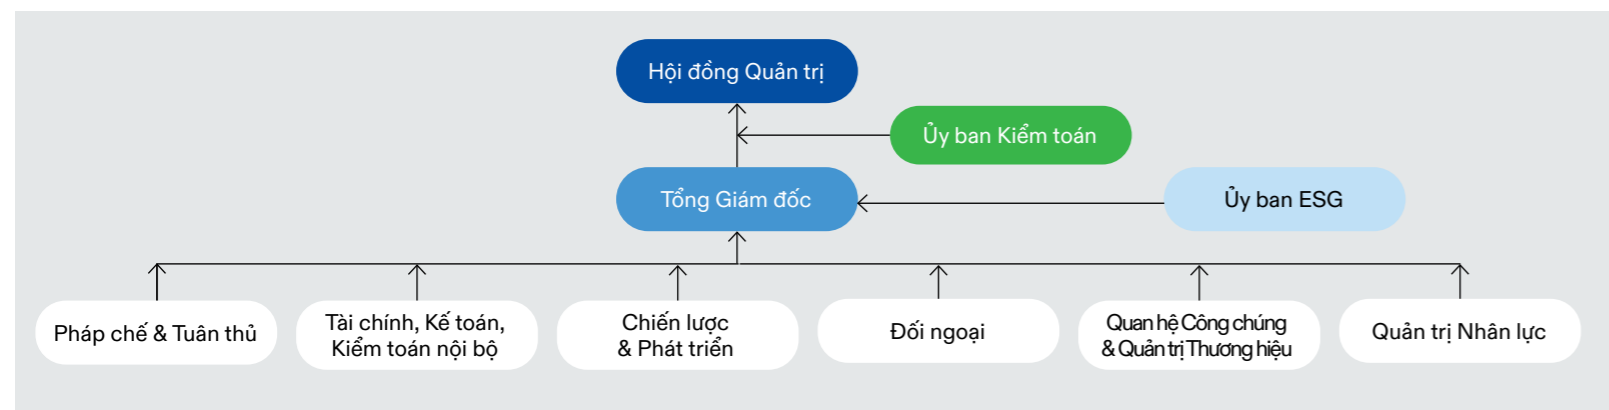 Hội đồng Quản trị
Ủy ban Kiểm toán
Tổng Giám đốc
Ủy ban ESG
Pháp chế & Tuân thủ
Tài chính, Kế toán,
Kiểm toán nội bộ
Chiến lược
& Phát triển
Đối ngoại
Quan hệ Công chúng
& Quản trị Thương hiệu
Quản trị Nhân lực